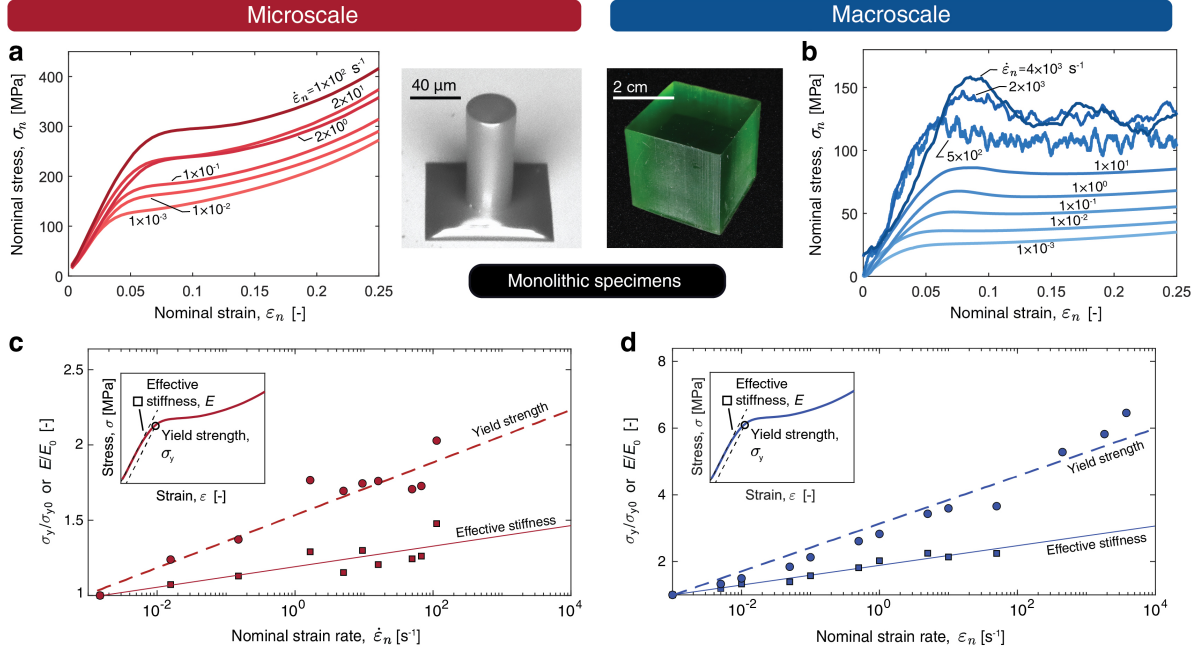 Microscale
Macroscale
a
Nominal stress, σn [MPa]
400
300
200
100
0
0
0.05
0.1
0.15
0.2
0.25
Nominal strain, εn [-]
ε̇n=1×10² s⁻¹
2×10¹
2×10⁰
1×10⁻¹
1×10⁻²
1×10⁻³
40 µm
2 cm
Monolithic specimens
b
Nominal stress, σn [MPa]
150
100
50
0
0
0.05
0.1
0.15
0.2
0.25
Nominal strain, εn [-]
ε̇n=4×10³ s⁻¹
2×10³
5×10²
1×10¹
1×10⁰
1×10⁻¹
1×10⁻²
1×10⁻³
c
σy/σy0 or E/E0 [-]
2.5
2
1.5
1
10⁻²
10⁰
10²
10⁴
Nominal strain rate, ε̇n [s⁻¹]
Effective
stiffness, E
Yield strength,
σy
Stress, σ [MPa]
Strain, ε [-]
Yield strength
Effective stiffness
d
σy/σy0 or E/E0 [-]
8
6
4
2
10⁻²
10⁰
10²
10⁴
Nominal strain rate, εn [s⁻¹]
Effective
stiffness, E
Yield strength,
σy
Stress, σ [MPa]
Strain, ε [-]
Yield strength
Effective stiffness